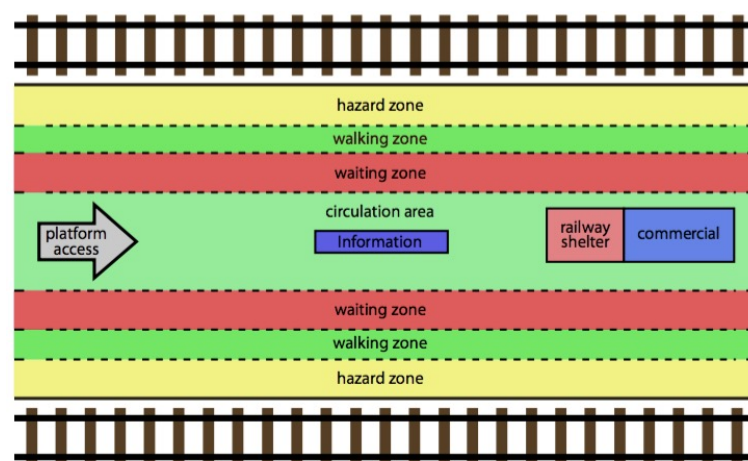 hazard zone
walking zone
waiting zone
circulation area
platform
access
Information
railway
shelter
commercial
waiting zone
walking zone
hazard zone